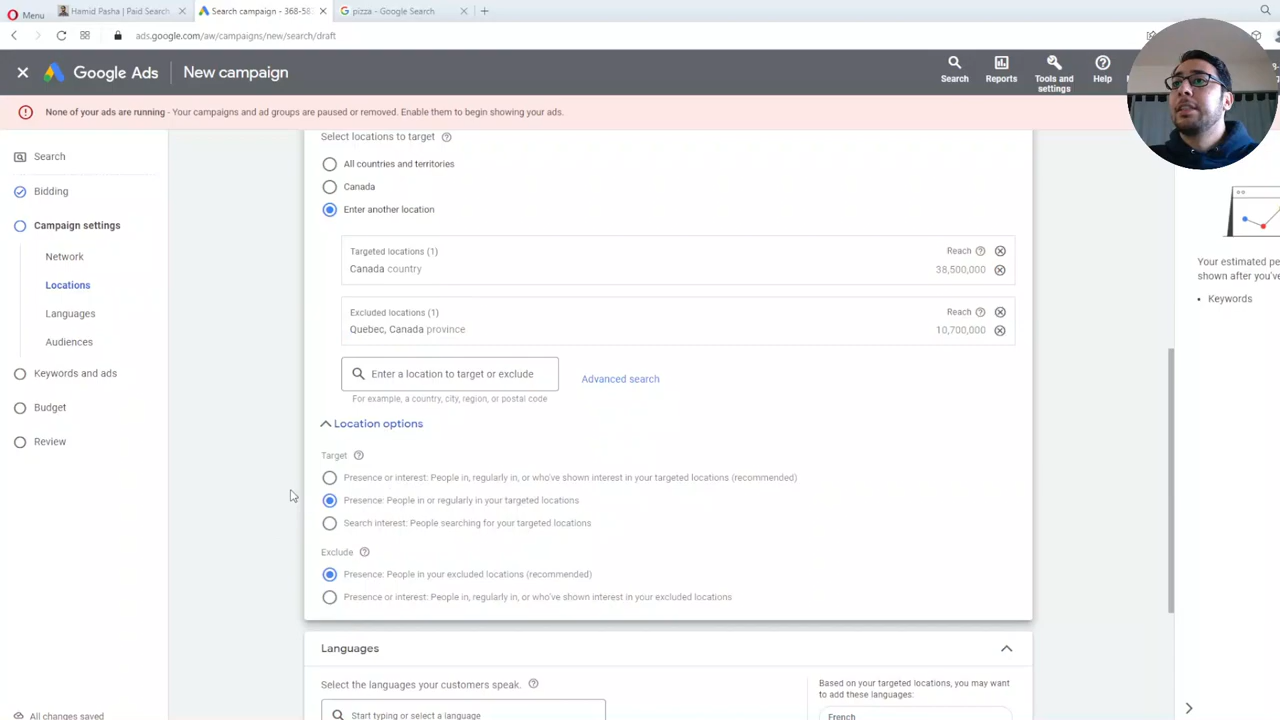 Menu
Hamid Pasha | Paid Search
Search campaign - 368-58
pizza - Google Search
ads.google.com/aw/campaigns/new/search/draft
Google Ads
New campaign
Search
Reports
Tools and settings
Help
None of your ads are running - Your campaigns and ad groups are paused or removed. Enable them to begin showing your ads.
Search
Bidding
Campaign settings
Network
Locations
Languages
Audiences
Keywords and ads
Budget
Review
All changes saved
Select locations to target
All countries and territories
Canada
Enter another location
Targeted locations (1) Reach
Canada country 38,500,000
Excluded locations (1) Reach
Quebec, Canada province 10,700,000
Enter a location to target or exclude
Advanced search
For example, a country, city, region, or postal code
Location options
Target
Presence or interest: People in, regularly in, or who've shown interest in your targeted locations (recommended)
Presence: People in or regularly in your targeted locations
Search interest: People searching for your targeted locations
Exclude
Presence: People in your excluded locations (recommended)
Presence or interest: People in, regularly in, or who've shown interest in your excluded locations
Languages
Select the languages your customers speak.
Start typing or select a language
Based on your targeted locations, you may want
to add these languages:
French
Your estimated
shown after you've
Keywords